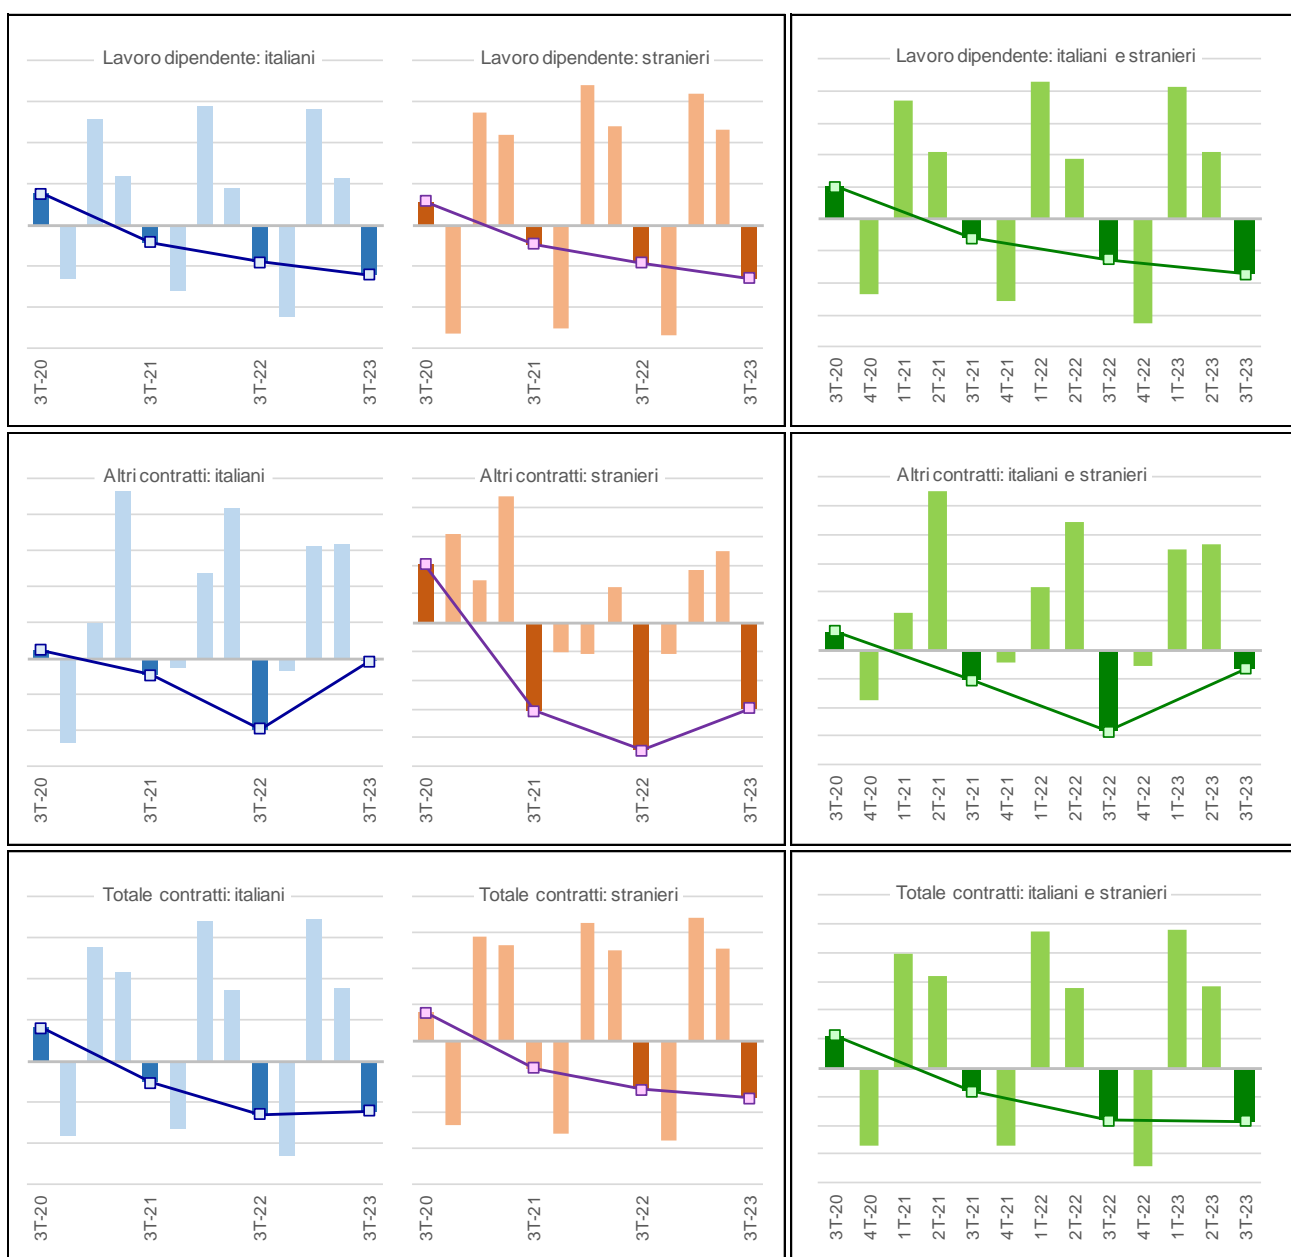 Lavoro dipendente: italiani
3T-20
3T-21
3T-22
3T-23
Lavoro dipendente: stranieri
3T-20
3T-21
3T-22
3T-23
Lavoro dipendente: italiani e stranieri
3T-20
4T-20
1T-21
2T-21
3T-21
4T-21
1T-22
2T-22
3T-22
4T-22
1T-23
2T-23
3T-23
Altri contratti: italiani
3T-20
3T-21
3T-22
3T-23
Altri contratti: stranieri
3T-20
3T-21
3T-22
3T-23
Altri contratti: italiani e stranieri
3T-20
4T-20
1T-21
2T-21
3T-21
4T-21
1T-22
2T-22
3T-22
4T-22
1T-23
2T-23
3T-23
Totale contratti: italiani
3T-20
3T-21
3T-22
3T-23
Totale contratti: stranieri
3T-20
3T-21
3T-22
3T-23
Totale contratti: italiani e stranieri
3T-20
4T-20
1T-21
2T-21
3T-21
4T-21
1T-22
2T-22
3T-22
4T-22
1T-23
2T-23
3T-23